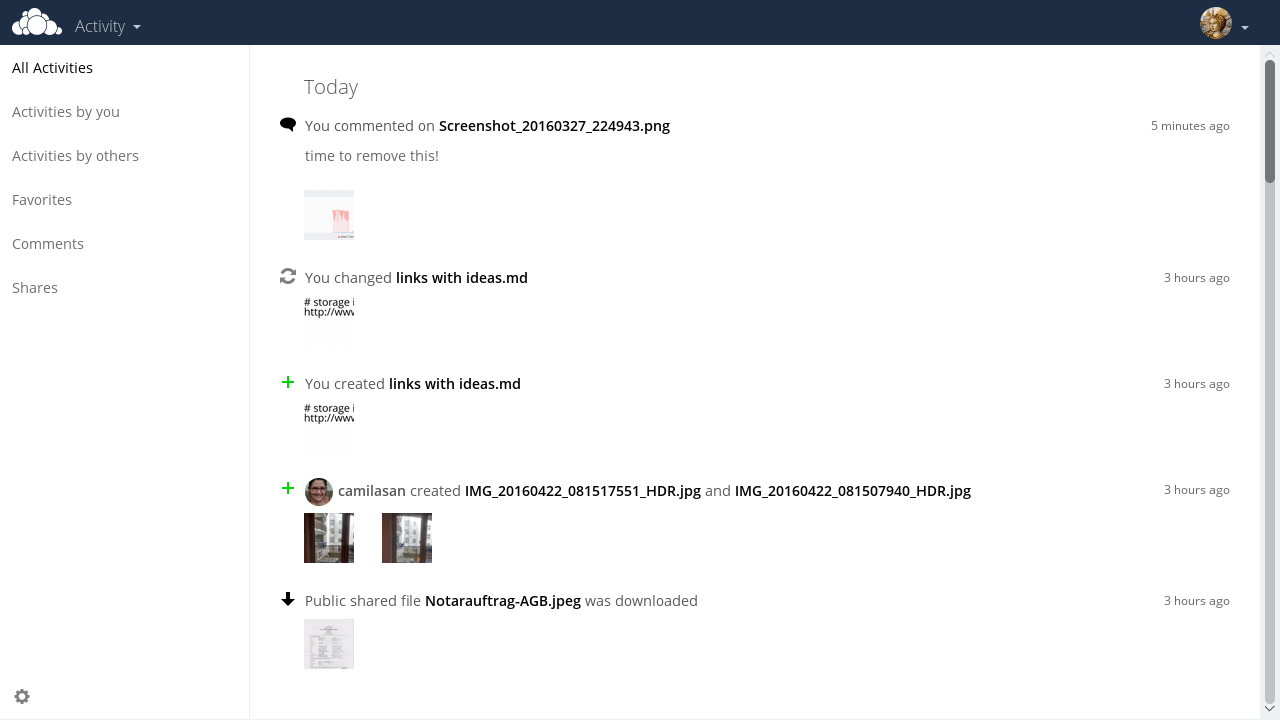 Activity
All Activities
Activities by you
Activities by others
Favorites
Comments
Shares
Today
You commented on Screenshot_20160327_224943.png 5 minutes ago
time to remove this!
You changed links with ideas.md 3 hours ago
# storage i
http://www
You created links with ideas.md 3 hours ago
# storage i
http://www
camilasan created IMG_20160422_081517551_HDR.jpg and IMG_20160422_081507940_HDR.jpg 3 hours ago
Public shared file Notarauftrag-AGB.jpeg was downloaded 3 hours ago